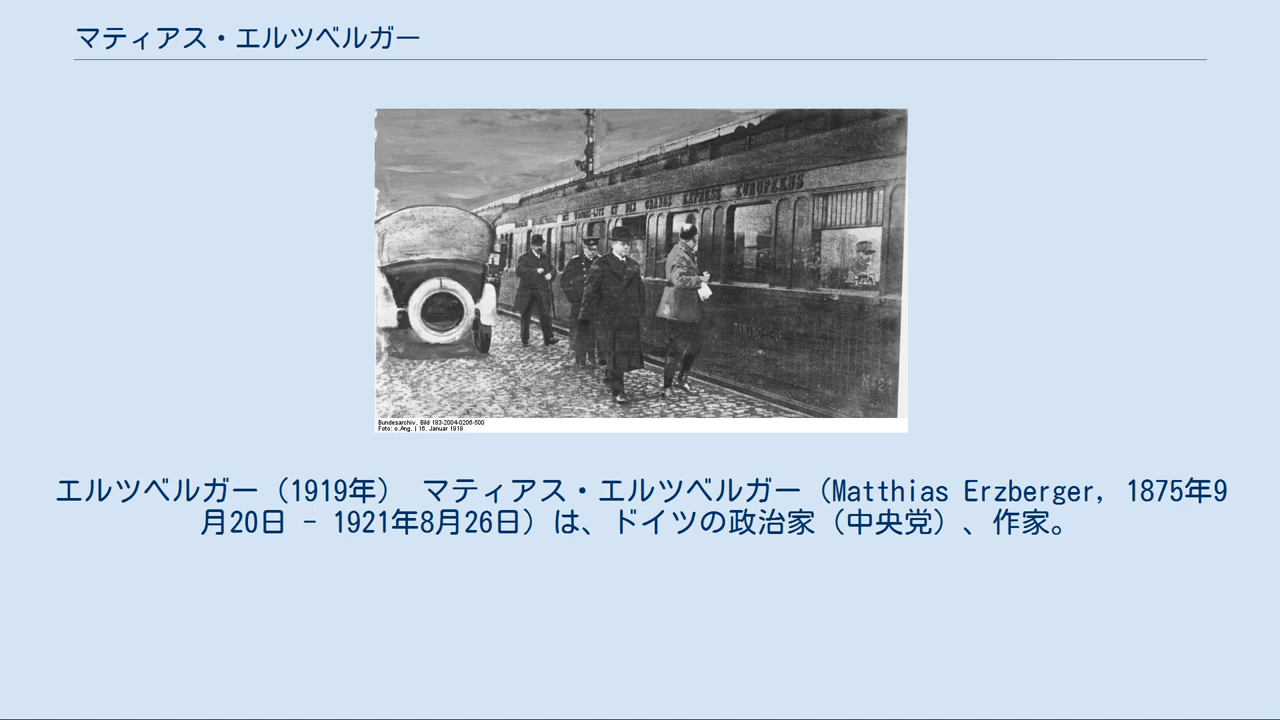 マティアス・エルツベルガー
GRANDS EXPRESS EUROPEENS
Bundesarchiv, Bild 183-2004-0206-500
Foto: o.Ang. | 16. Januar 1919
エルツベルガー（1919年） マティアス・エルツベルガー（Matthias Erzberger, 1875年9
月20日 - 1921年8月26日）は、ドイツの政治家（中央党）、作家。